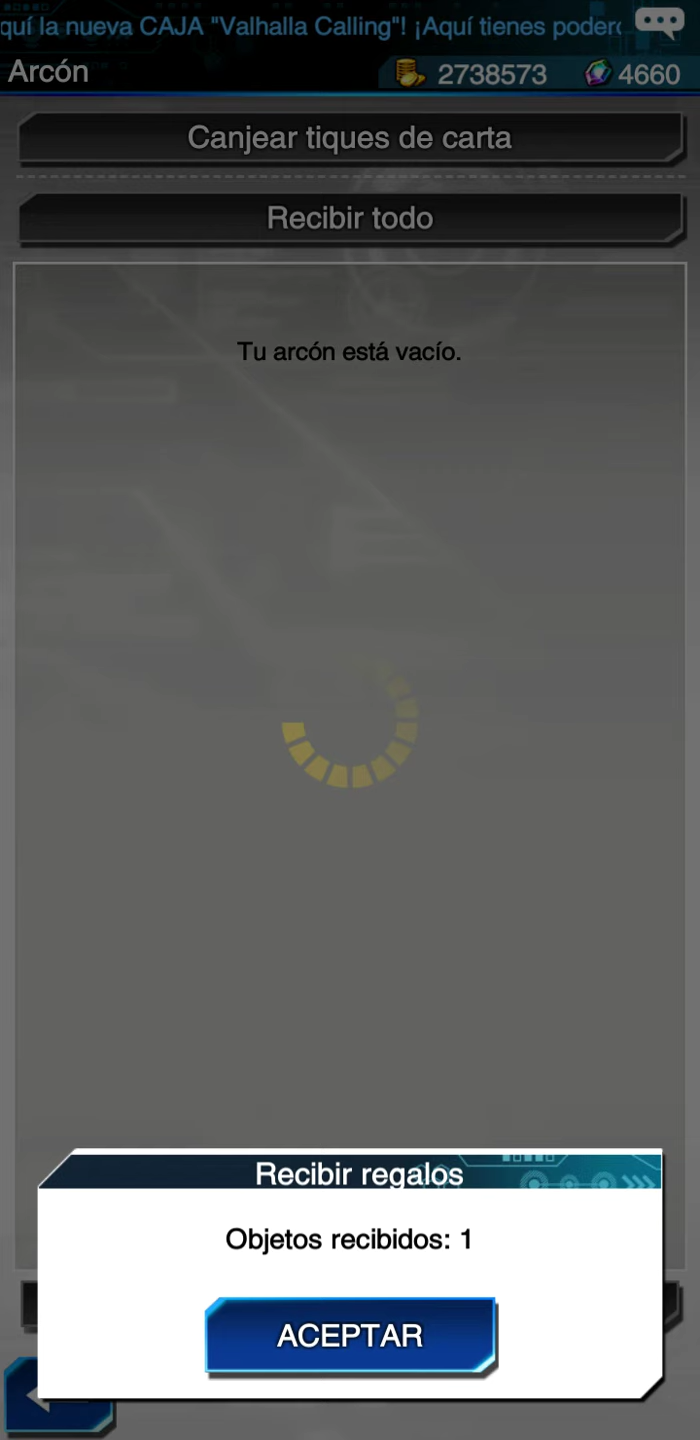 quí la nueva CAJA "Valhalla Calling"! ¡Aquí tienes podero
Arcón
2738573
4660
Canjear tiques de carta
Recibir todo
Tu arcón está vacío.
Recibir regalos
Objetos recibidos: 1
ACEPTAR